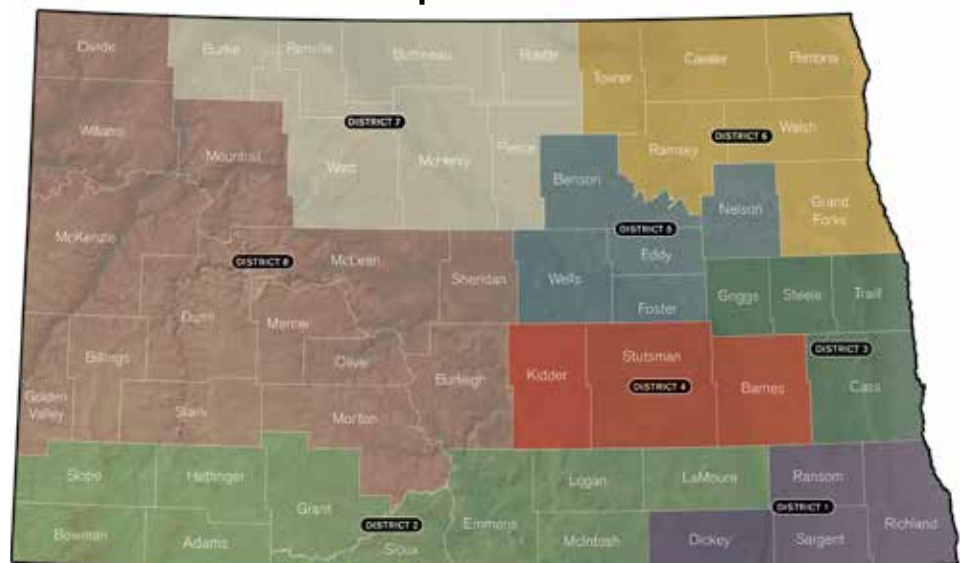 Divide
Burke
Renville
Bottineau
Rolette
Towner
Cavalier
Pembina
Williams
Mountrail
DISTRICT 7
Ward
McHenry
Pierce
Ramsey
DISTRICT 6
Walsh
Benson
Nelson
Grand
Forks
McKenzie
DISTRICT 8
McLean
Sheridan
DISTRICT 5
Eddy
Wells
Foster
Griggs
Steele
Traill
Dunn
Mercer
Billings
Oliver
Burleigh
Kidder
Stutsman
DISTRICT 4
Barnes
DISTRICT 3
Cass
Golden
Valley
Stark
Morton
Slope
Hettinger
Grant
Logan
LaMoure
Ransom
DISTRICT 1
Bowman
Adams
DISTRICT 2
Sioux
Emmons
McIntosh
Dickey
Sargent
Richland